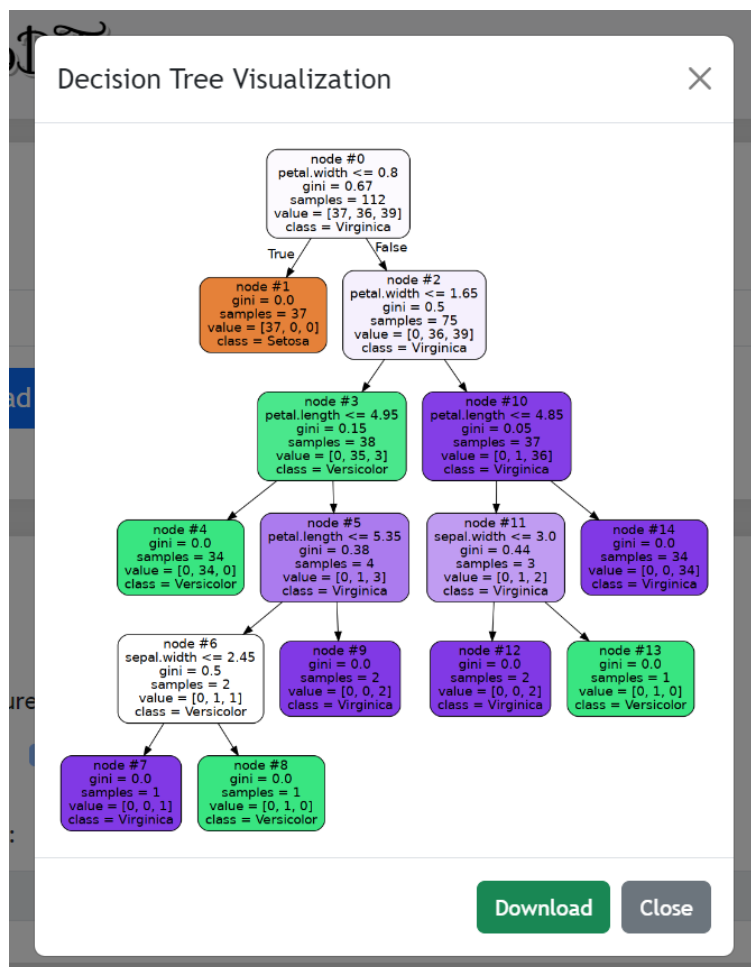 Decision Tree Visualization
node #0
petal.width <= 0.8
gini = 0.67
samples = 112
value = [37, 36, 39]
class = Virginica
True
False
node #1
gini = 0.0
samples = 37
value = [37, 0, 0]
class = Setosa
node #2
petal.width <= 1.65
gini = 0.5
samples = 75
value = [0, 36, 39]
class = Virginica
ad
node #3
petal.length <= 4.95
gini = 0.15
samples = 38
value = [0, 35, 3]
class = Versicolor
node #10
petal.length <= 4.85
gini = 0.05
samples = 37
value = [0, 1, 36]
class = Virginica
node #4
gini = 0.0
samples = 34
value = [0, 34, 0]
class = Versicolor
node #5
petal.length <= 5.35
gini = 0.38
samples = 4
value = [0, 1, 3]
class = Virginica
node #11
sepal.width <= 3.0
gini = 0.44
samples = 3
value = [0, 1, 2]
class = Virginica
node #14
gini = 0.0
samples = 34
value = [0, 0, 34]
class = Virginica
node #6
sepal.width <= 2.45
gini = 0.5
samples = 2
value = [0, 1, 1]
class = Versicolor
node #9
gini = 0.0
samples = 2
value = [0, 0, 2]
class = Virginica
node #12
gini = 0.0
samples = 2
value = [0, 0, 2]
class = Virginica
node #13
gini = 0.0
samples = 1
value = [0, 1, 0]
class = Versicolor
ure
node #7
gini = 0.0
samples = 1
value = [0, 0, 1]
class = Virginica
node #8
gini = 0.0
samples = 1
value = [0, 1, 0]
class = Versicolor
:
Download
Close